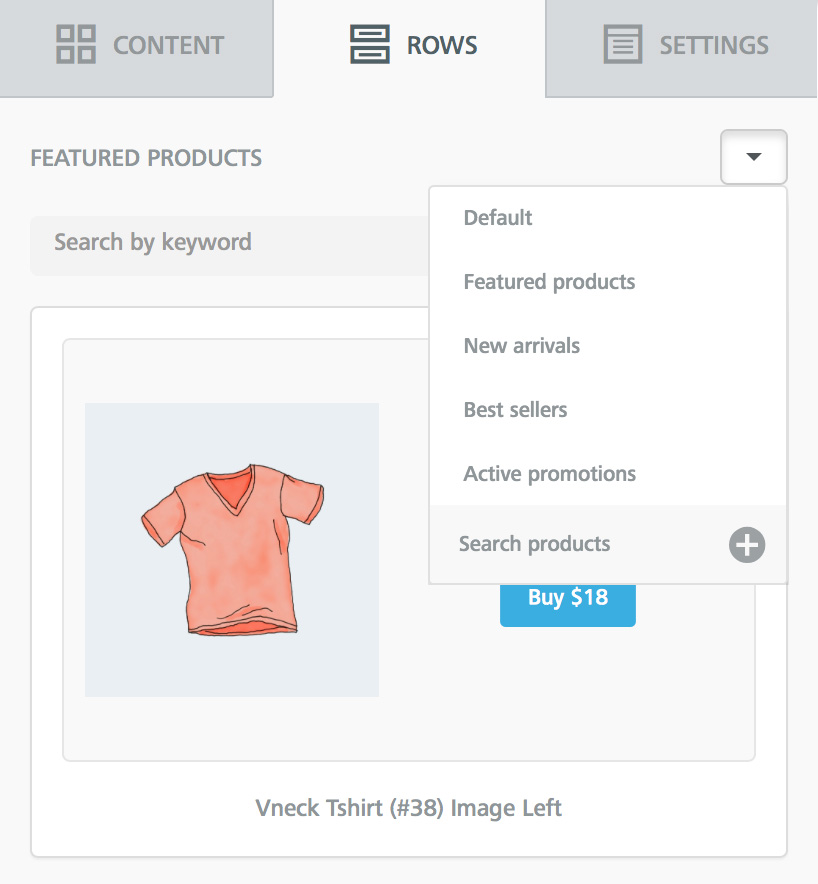 CONTENT
ROWS
SETTINGS
FEATURED PRODUCTS
Search by keyword
Default
Featured products
New arrivals
Best sellers
Active promotions
Search products
Buy $18
Vneck Tshirt (#38) Image Left